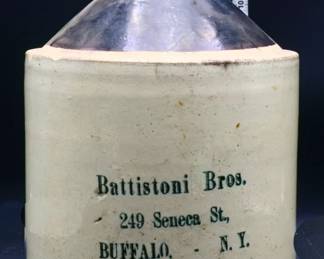 Battistoni Bros.
249 Seneca St,
BUFFALO, - N. Y.